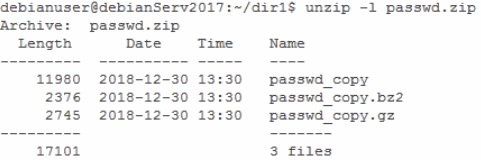 debianuser@debianServ2017:~/dir1$ unzip -l passwd.zip
Archive:  passwd.zip
  Length      Date    Time    Name
---------  ---------- -----   ----
    11980  2018-12-30 13:30   passwd_copy
     2376  2018-12-30 13:30   passwd_copy.bz2
     2745  2018-12-30 13:30   passwd_copy.gz
---------                     -------
    17101                     3 files